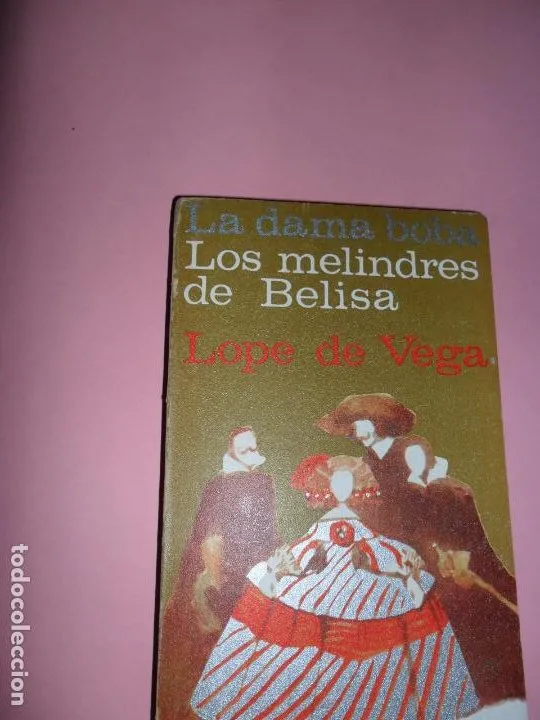 La dama boba
Los melindres
de Belisa
Lope de Vega
todocoleccion